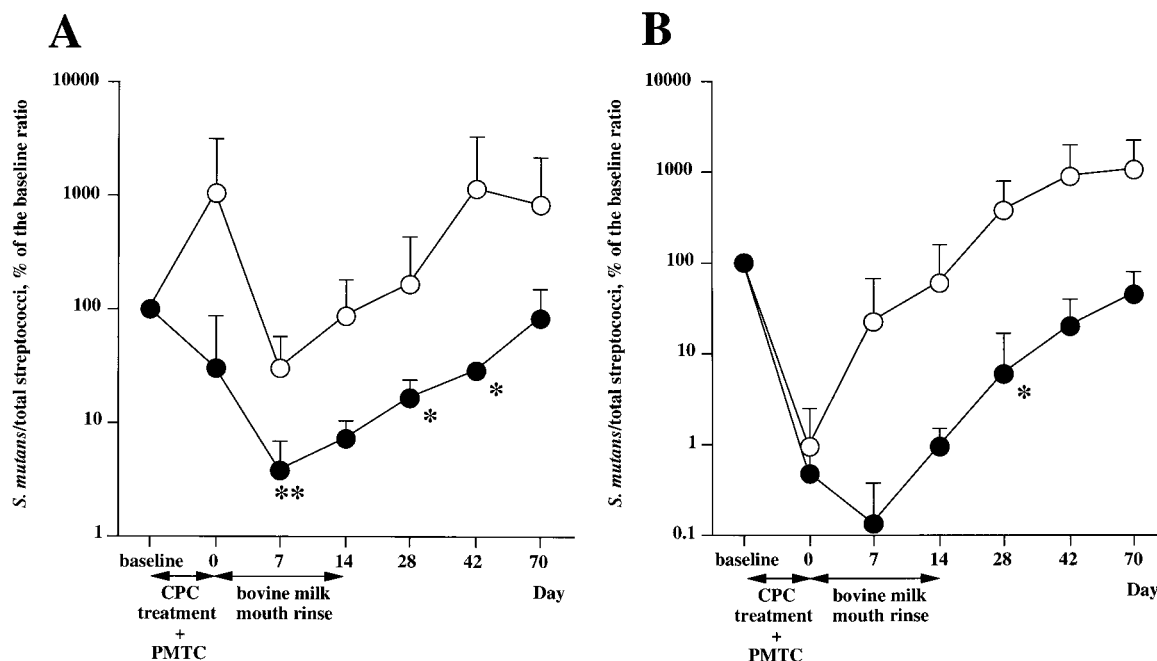 A
S. mutans/total streptococci, % of the baseline ratio
10000
1000
100
10
1
baseline 0 7 14 28 42 70
CPC bovine milk Day
treatment mouth rinse
+
PMTC
**
*
*
B
S. mutans/total streptococci, % of the baseline ratio
10000
1000
100
10
1
0.1
baseline 0 7 14 28 42 70
CPC bovine milk Day
treatment mouth rinse
+
PMTC
*